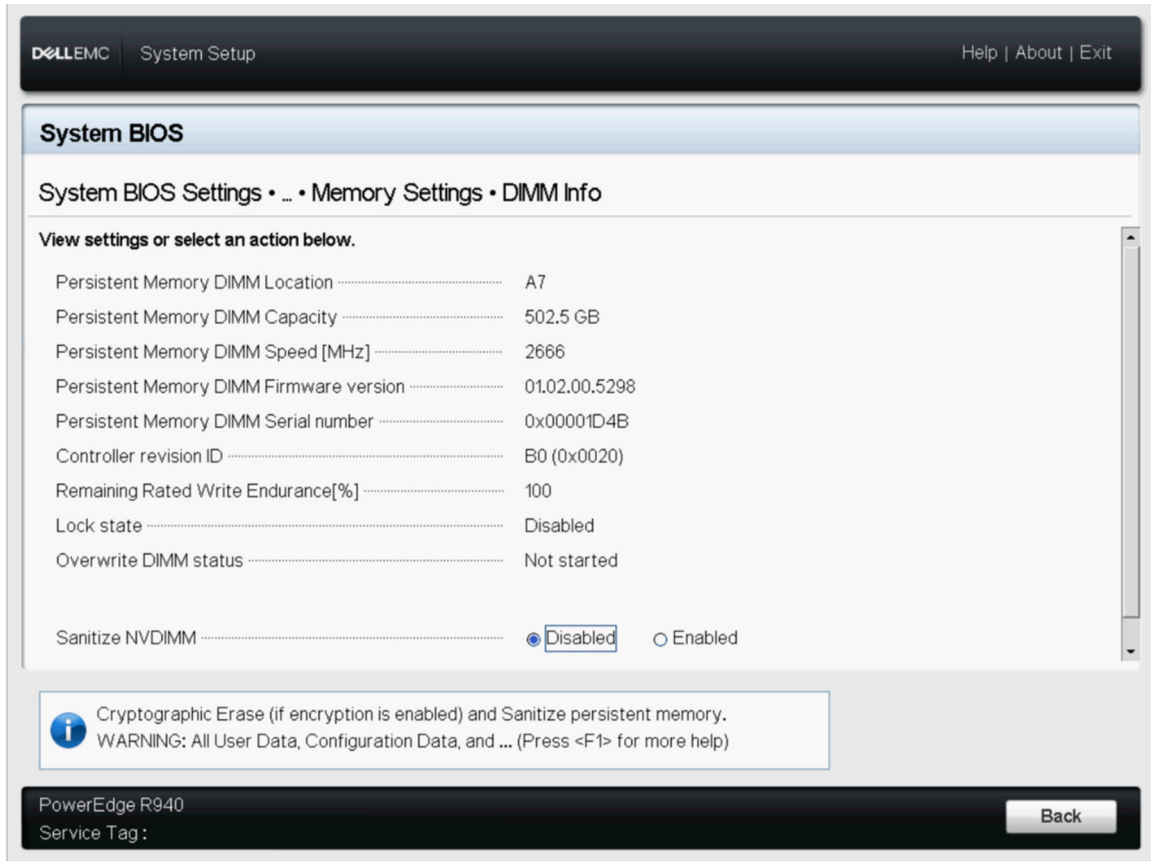 DELLEMC System Setup Help | About | Exit
System BIOS
System BIOS Settings • ... • Memory Settings • DIMM Info
View settings or select an action below.
Persistent Memory DIMM Location A7
Persistent Memory DIMM Capacity 502.5 GB
Persistent Memory DIMM Speed [MHz] 2666
Persistent Memory DIMM Firmware version 01.02.00.5298
Persistent Memory DIMM Serial number 0x00001D4B
Controller revision ID B0 (0x0020)
Remaining Rated Write Endurance[%] 100
Lock state Disabled
Overwrite DIMM status Not started
Sanitize NVDIMM Disabled Enabled
Cryptographic Erase (if encryption is enabled) and Sanitize persistent memory.
WARNING: All User Data, Configuration Data, and ... (Press <F1> for more help)
PowerEdge R940
Service Tag :
Back